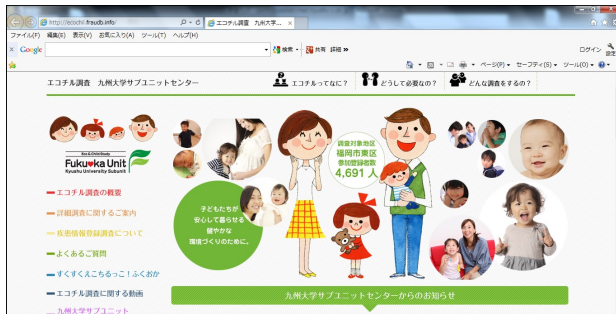 http://ecochil.fraudb.info/
エコチル調査 九州大学...
ファイル(F) 編集(E) 表示(V) お気に入り(A) ツール(T) ヘルプ(H)
Google
検索
共有 詳細 »
ログイン
設定
ページ(P)
セーフティ(S)
ツール(O)
エコチル調査 九州大学サブユニットセンター
エコチルってなに？
どうして必要なの？
どんな調査をするの？
調査対象地区
福岡市東区
参加登録者数
4,691 人
Eco & Child Study
Fukuoka Unit
Kyushu University Subunit
子どもたちが
安心して暮らせる
健やかな
環境づくりのために。
エコチル調査の概要
詳細調査に関するご案内
疾患情報登録調査について
よくあるご質問
すくすくえこちるっこ！ふくおか
エコチル調査に関する動画
九州大学サブユニット
九州大学サブユニットセンターからのお知らせ